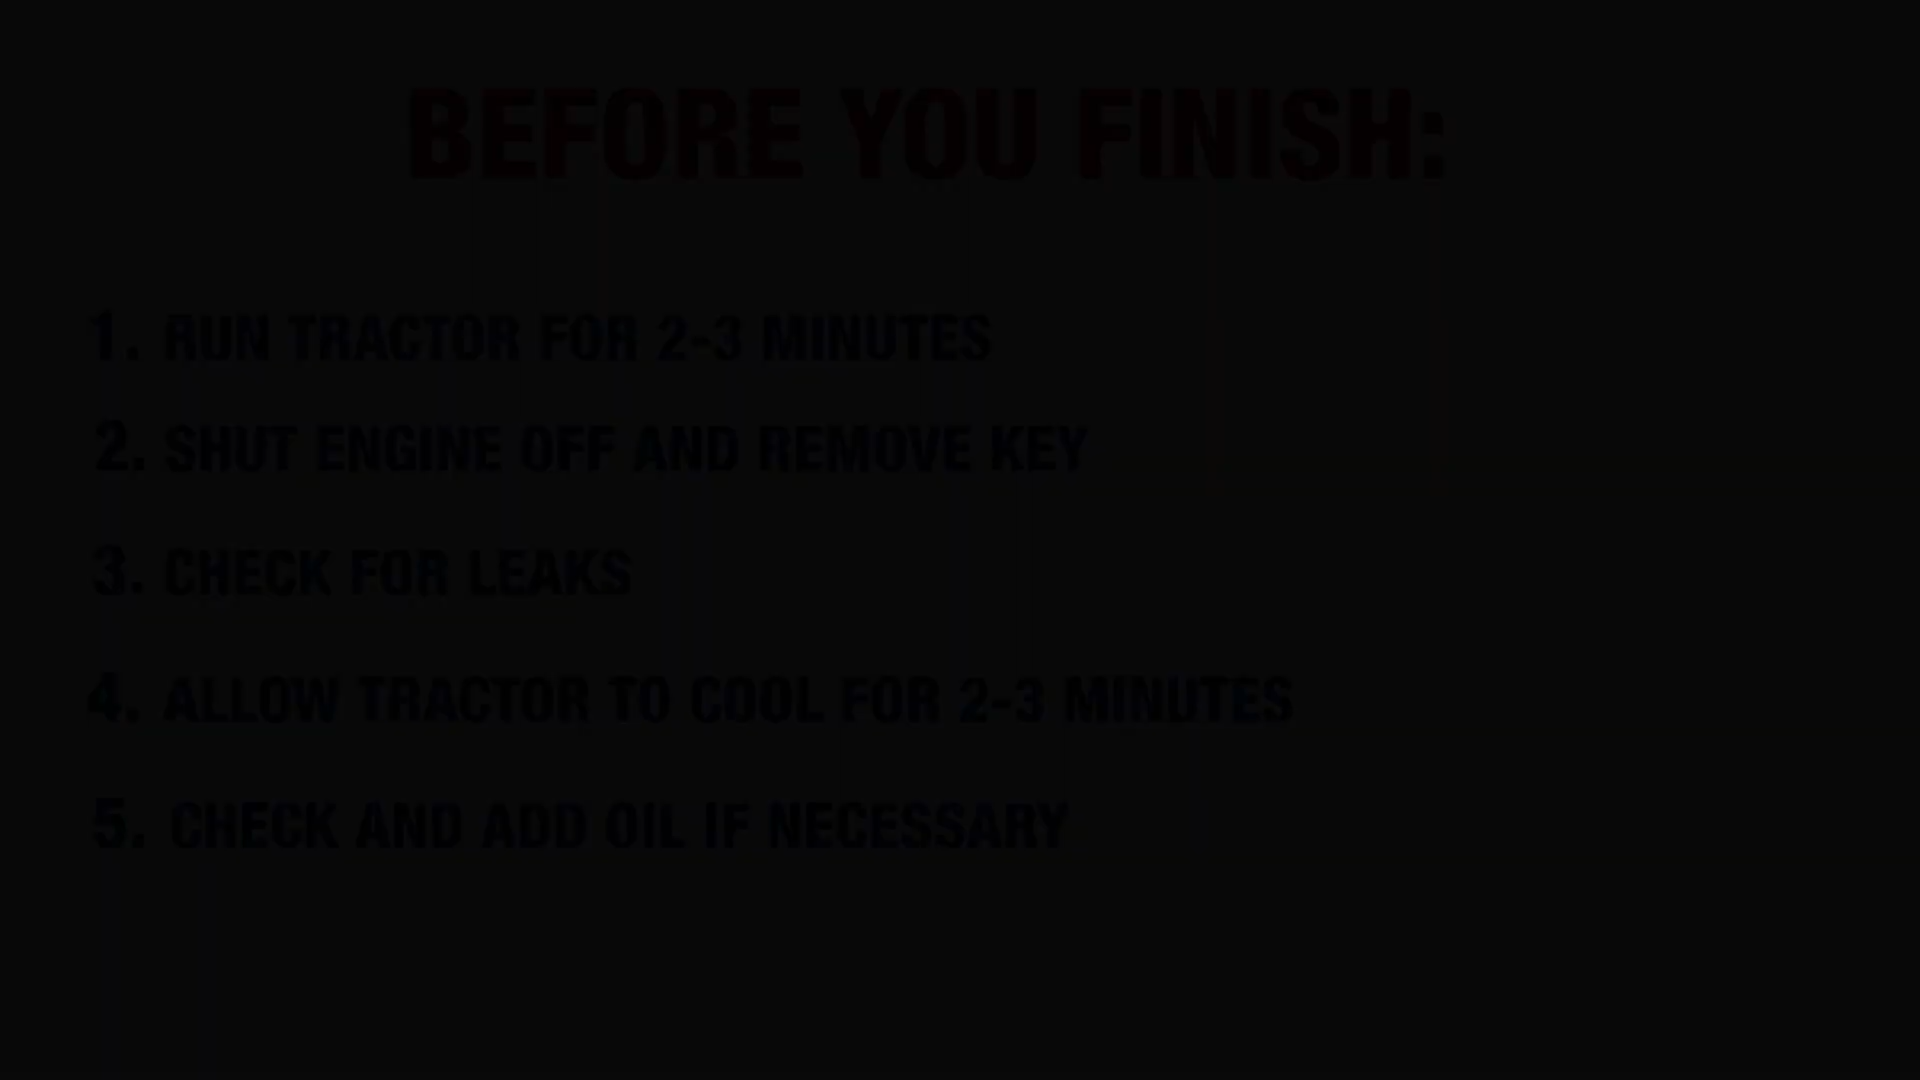 BEFORE YOU FINISH:
1. RUN TRACTOR FOR 2-3 MINUTES
2. SHUT ENGINE OFF AND REMOVE KEY
3. CHECK FOR LEAKS
4. ALLOW TRACTOR TO COOL FOR 2-3 MINUTES
5. CHECK AND ADD OIL IF NECESSARY